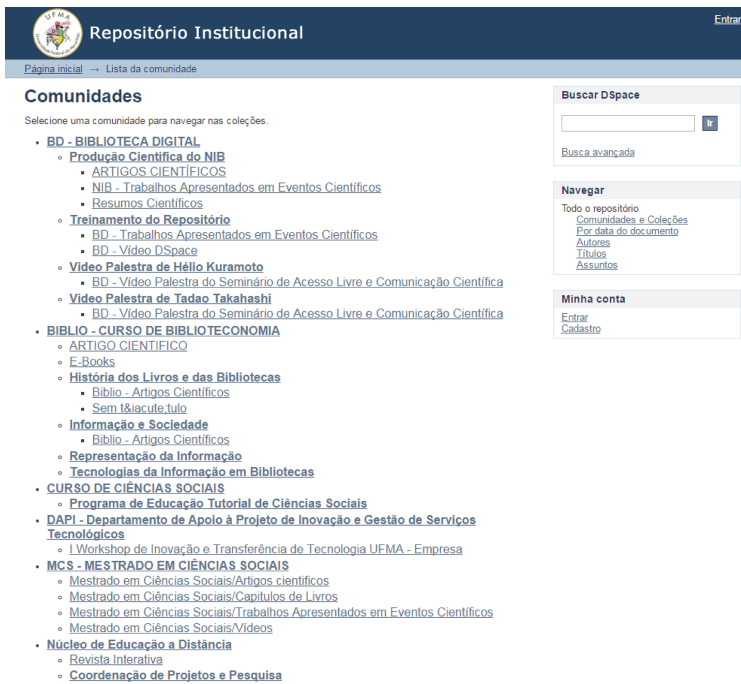 UFMA
Repositório Institucional
Entrar
Página inicial → Lista da comunidade
Comunidades
Selecione uma comunidade para navegar nas coleções.
BD - BIBLIOTECA DIGITAL
Produção Científica do NIB
ARTIGOS CIENTÍFICOS
NIB - Trabalhos Apresentados em Eventos Científicos
Resumos Científicos
Treinamento do Repositório
BD - Trabalhos Apresentados em Eventos Científicos
BD - Vídeo DSpace
Video Palestra de Hélio Kuramoto
BD - Vídeo Palestra do Seminário de Acesso Livre e Comunicação Científica
Video Palestra de Tadao Takahashi
BD - Vídeo Palestra do Seminário de Acesso Livre e Comunicação Científica
BIBLIO - CURSO DE BIBLIOTECONOMIA
ARTIGO CIENTIFICO
E-Books
História dos Livros e das Bibliotecas
Biblio - Artigos Científicos
Sem t&iacute;tulo
Informação e Sociedade
Biblio - Artigos Científicos
Representação da Informação
Tecnologias da Informação em Bibliotecas
CURSO DE CIÊNCIAS SOCIAIS
Programa de Educação Tutorial de Ciências Sociais
DAPI - Departamento de Apoio à Projeto de Inovação e Gestão de Serviços
Tecnológicos
I Workshop de Inovação e Transferência de Tecnologia UFMA - Empresa
MCS - MESTRADO EM CIÊNCIAS SOCIAIS
Mestrado em Ciências Sociais/Artigos cientificos
Mestrado em Ciências Sociais/Capitulos de Livros
Mestrado em Ciências Sociais/Trabalhos Apresentados em Eventos Científicos
Mestrado em Ciências Sociais/Vídeos
Núcleo de Educação a Distância
Revista Interativa
Coordenação de Projetos e Pesquisa
Buscar DSpace
Ir
Busca avançada
Navegar
Todo o repositório
Comunidades e Coleções
Por data do documento
Autores
Títulos
Assuntos
Minha conta
Entrar
Cadastro